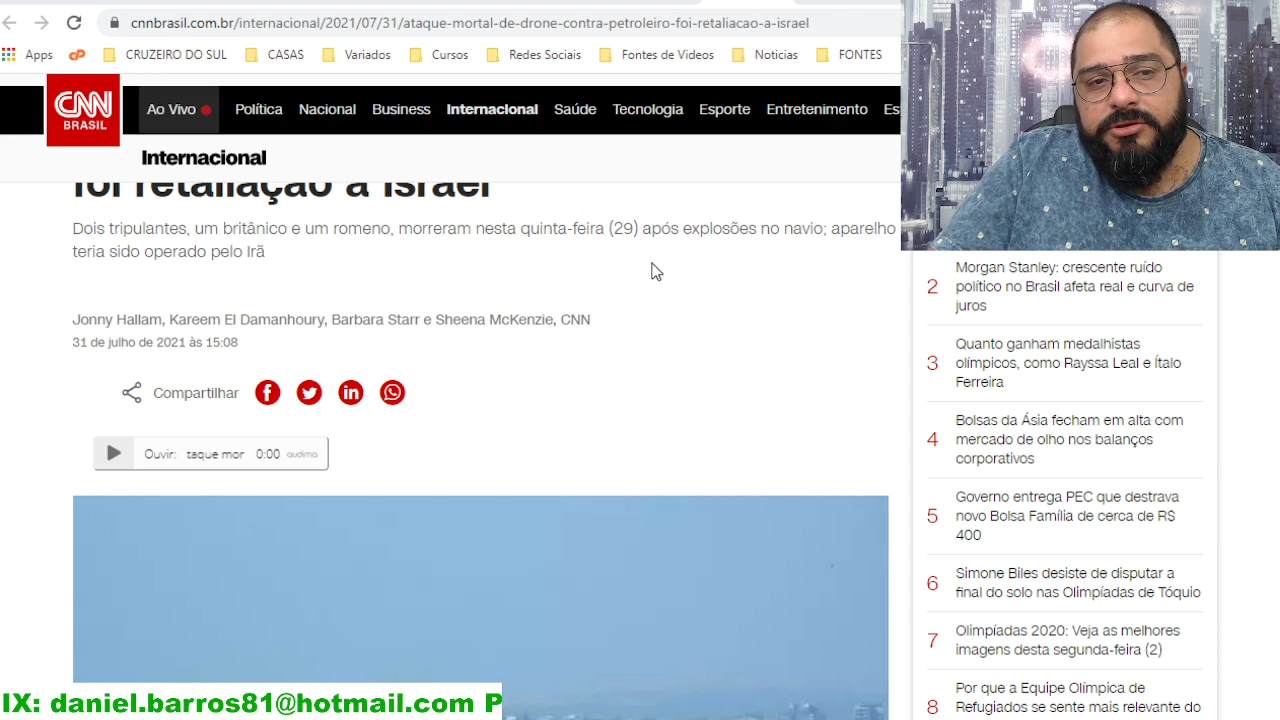 cnnbrasil.com.br/internacional/2021/07/31/ataque-mortal-de-drone-contra-petroleiro-foi-retaliacao-a-israel
Apps CRUZEIRO DO SUL CASAS Variados Cursos Redes Sociais Fontes de Videos Noticias FONTES
CNN BRASIL
Ao Vivo Política Nacional Business Internacional Saúde Tecnologia Esporte Entretenimento Es
Internacional
foi retaliação a Israel
Dois tripulantes, um britânico e um romeno, morreram nesta quinta-feira (29) após explosões no navio; aparelho
teria sido operado pelo Irã
Jonny Hallam, Kareem El Damanhoury, Barbara Starr e Sheena McKenzie, CNN
31 de julho de 2021 às 15:08
Compartilhar
Ouvir: taque mor 0:00 audima
2 Morgan Stanley: crescente ruído
político no Brasil afeta real e curva de
juros
3 Quanto ganham medalhistas
olímpicos, como Rayssa Leal e Ítalo
Ferreira
4 Bolsas da Ásia fecham em alta com
mercado de olho nos balanços
corporativos
5 Governo entrega PEC que destrava
novo Bolsa Família de cerca de R$
400
6 Simone Biles desiste de disputar a
final do solo nas Olimpíadas de Tóquio
7 Olimpíadas 2020: Veja as melhores
imagens desta segunda-feira (2)
8 Por que a Equipe Olímpica de
Refugiados se sente mais relevante do
IX: daniel.barros81@hotmail.com P